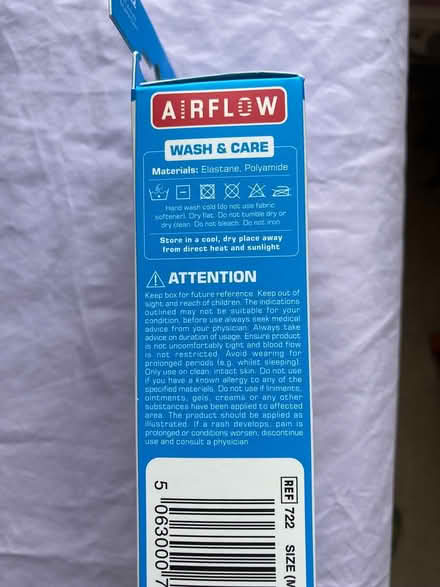 AIRFLOW
WASH & CARE
Materials: Elastane, Polyamide
Hand wash cold (do not use fabric
softener). Dry flat. Do not tumble dry or
dry clean. Do not bleach. Do not iron
Store in a cool, dry place away
from direct heat and sunlight
ATTENTION
Keep box for future reference. Keep out of
sight and reach of children. The indications
outlined may not be suitable for your
condition, before use always seek medical
advice from your physician. Always take
advice on duration of usage. Ensure product
is not uncomfortably tight and blood flow
is not restricted. Avoid wearing for
prolonged periods (e.g. whilst sleeping).
Only use on clean, intact skin. Do not use
if you have a known allergy to any of the
specified materials. Do not use if liniments,
ointments, gels, creams or any other
substances have been applied to affected
area. The product should be applied as
illustrated. If a rash develops, pain is
prolonged or conditions worsen, discontinue
use and consult a physician
REF 722
SIZE (M
5 063000 7